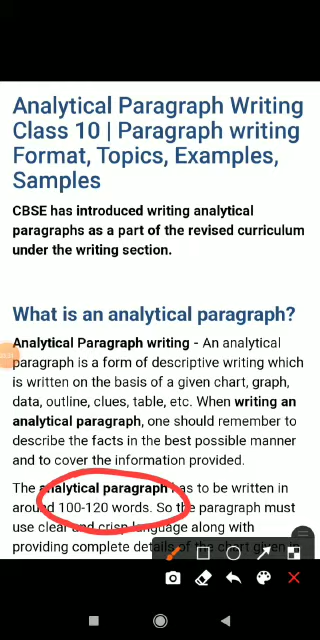 Analytical Paragraph Writing
Class 10 | Paragraph writing
Format, Topics, Examples,
Samples
CBSE has introduced writing analytical
paragraphs as a part of the revised curriculum
under the writing section.
What is an analytical paragraph?
Analytical Paragraph writing - An analytical
paragraph is a form of descriptive writing which
is written on the basis of a given chart, graph,
data, outline, clues, table, etc. When writing an
analytical paragraph, one should remember to
describe the facts in the best possible manner
and to cover the information provided.
The analytical paragraph has to be written in
around 100-120 words. So the paragraph must
use clear and crisp language along with
providing complete details of the chart given in